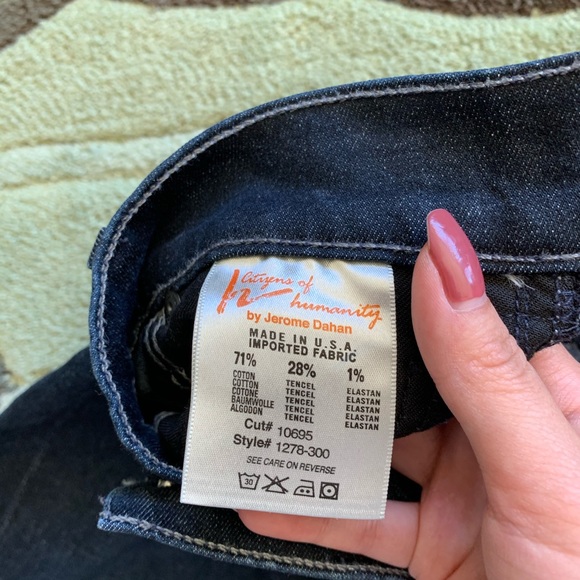 Citizens of
humanity
by Jerome Dahan
MADE IN U.S.A.
IMPORTED FABRIC
71% 28% 1%
COTON TENCEL ELASTAN
COTTON TENCEL ELASTAN
COTONE TENCEL ELASTAN
BAUMWOLLE TENCEL ELASTAN
ALGODON TENCEL ELASTAN
Cut# 10695
Style# 1278-300
SEE CARE ON REVERSE
30